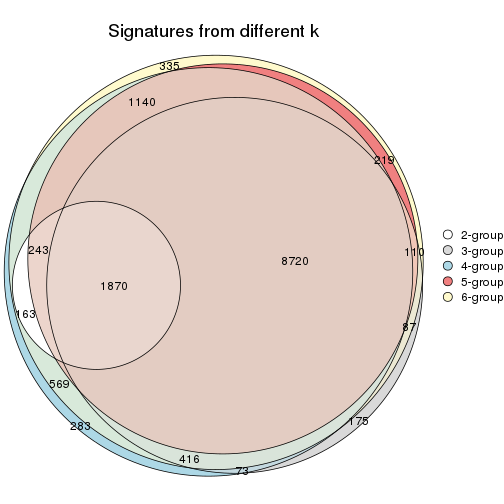 Signatures from different k
335
1140
219
243
110
8720
1870
163
87
569
175
283
416
73
2-group
3-group
4-group
5-group
6-group